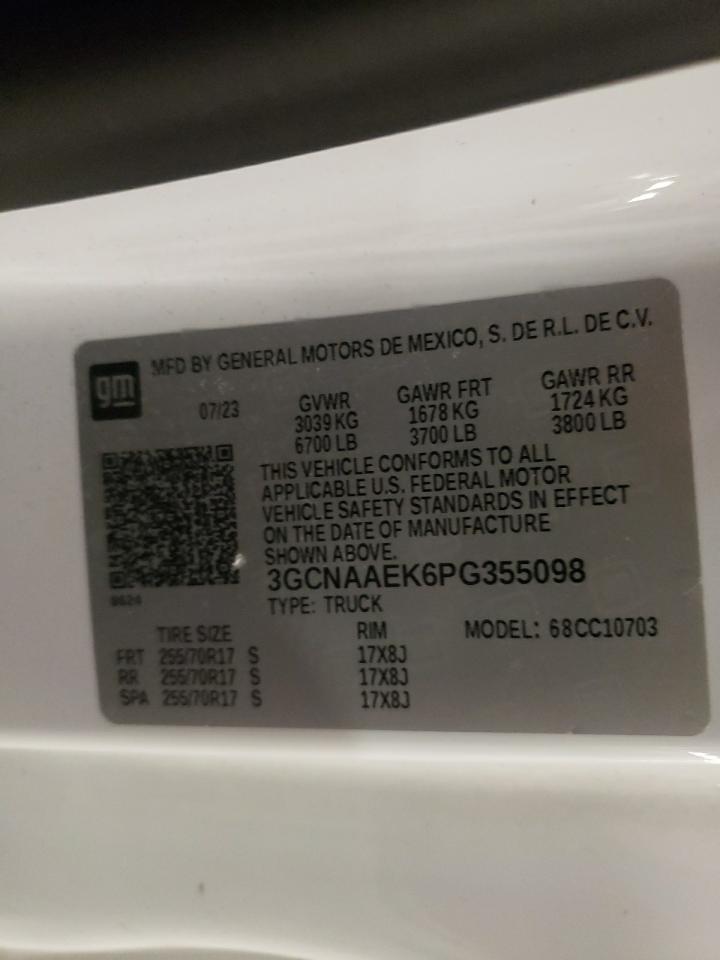 gm
MFD BY GENERAL MOTORS DE MEXICO, S. DE R.L. DE C.V.
07/23 GVWR GAWR FRT GAWR RR
3039 KG 1678 KG 1724 KG
6700 LB 3700 LB 3800 LB
THIS VEHICLE CONFORMS TO ALL
APPLICABLE U.S. FEDERAL MOTOR
VEHICLE SAFETY STANDARDS IN EFFECT
ON THE DATE OF MANUFACTURE
SHOWN ABOVE.
3GCNAAEK6PG355098
TYPE: TRUCK
TIRE SIZE RIM MODEL: 68CC10703
FRT 255/70R17 S 17X8J
RR 255/70R17 S 17X8J
SPA 255/70R17 S 17X8J